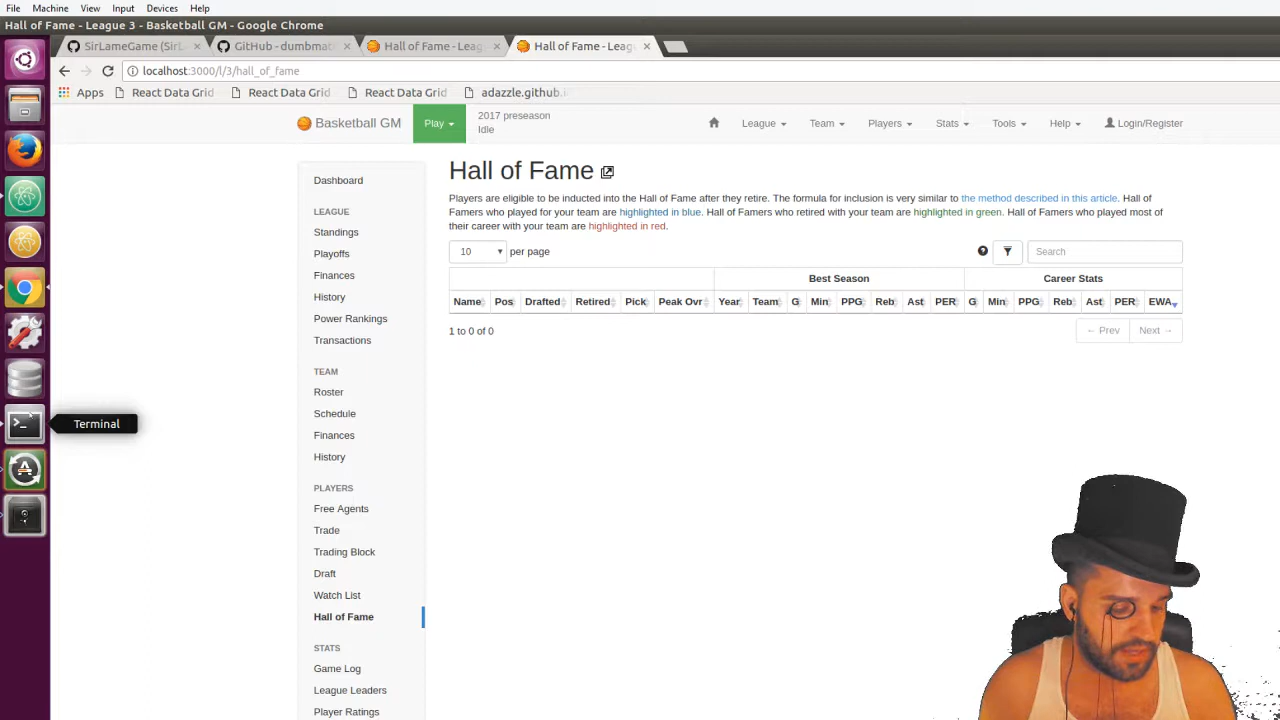 File Machine View Input Devices Help
Hall of Fame - League 3 - Basketball GM - Google Chrome
SirLameGame (SirLa GitHub - dumbmat Hall of Fame - Leag Hall of Fame - Leagu
localhost:3000/l/3/hall_of_fame
Apps React Data Grid React Data Grid React Data Grid adazzle.github.i
Basketball GM Play 2017 preseason League Team Players Stats Tools Help Login/Register
Idle
Hall of Fame
Players are eligible to be inducted into the Hall of Fame after they retire. The formula for inclusion is very similar to the method described in this article. Hall of
Famers who played for your team are highlighted in blue. Hall of Famers who retired with your team are highlighted in green. Hall of Famers who played most of
their career with your team are highlighted in red.
10 per page Search
Best Season Career Stats
Name Pos Drafted Retired Pick Peak Ovr Year Team G Min PPG Reb Ast PER G Min PPG Reb Ast PER EWA
1 to 0 of 0 ← Prev Next →
Dashboard
LEAGUE
Standings
Playoffs
Finances
History
Power Rankings
Transactions
TEAM
Roster
Schedule
Finances
History
PLAYERS
Free Agents
Trade
Trading Block
Draft
Watch List
Hall of Fame
STATS
Game Log
League Leaders
Player Ratings
Terminal